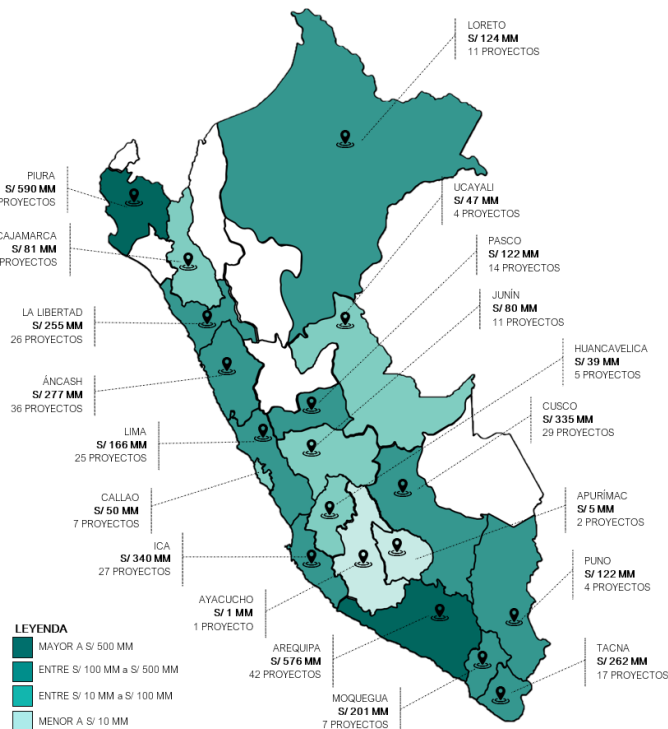 LORETO
S/ 124 MM
11 PROYECTOS
PIURA
S/ 590 MM
PROYECTOS
UCAYALI
S/ 47 MM
4 PROYECTOS
CAJAMARCA
S/ 81 MM
PROYECTOS
PASCO
S/ 122 MM
14 PROYECTOS
JUNÍN
S/ 80 MM
11 PROYECTOS
LA LIBERTAD
S/ 255 MM
26 PROYECTOS
HUANCAVELICA
S/ 39 MM
5 PROYECTOS
ÁNCASH
S/ 277 MM
36 PROYECTOS
CUSCO
S/ 335 MM
29 PROYECTOS
LIMA
S/ 166 MM
25 PROYECTOS
CALLAO
S/ 50 MM
7 PROYECTOS
APURÍMAC
S/ 5 MM
2 PROYECTOS
ICA
S/ 340 MM
27 PROYECTOS
PUNO
S/ 122 MM
4 PROYECTOS
AYACUCHO
S/ 1 MM
1 PROYECTO
AREQUIPA
S/ 576 MM
42 PROYECTOS
TACNA
S/ 262 MM
17 PROYECTOS
MOQUEGUA
S/ 201 MM
7 PROYECTOS
LEYENDA
MAYOR A S/ 500 MM
ENTRE S/ 100 MM a S/ 500 MM
ENTRE S/ 10 MM a S/ 100 MM
MENOR A S/ 10 MM